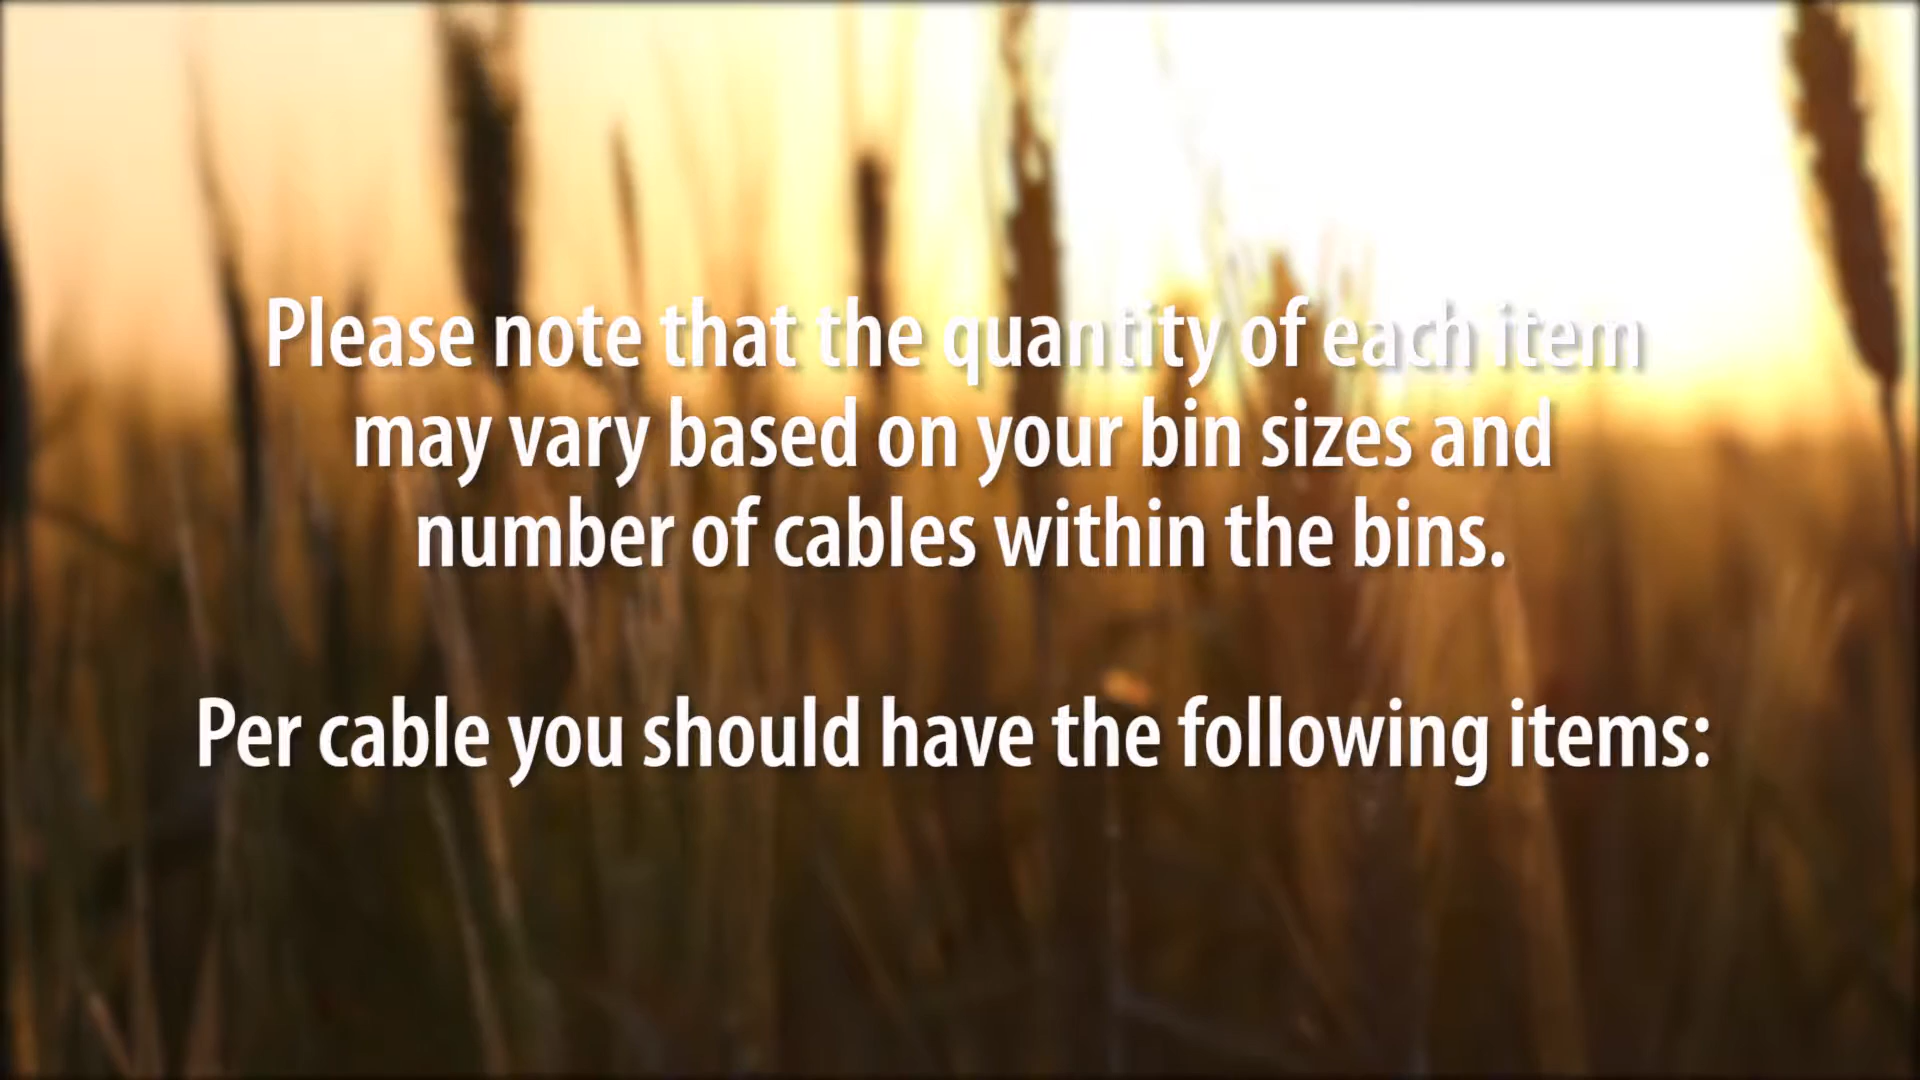 Please note that the quantity of each item
may vary based on your bin sizes and
number of cables within the bins.
Per cable you should have the following items: